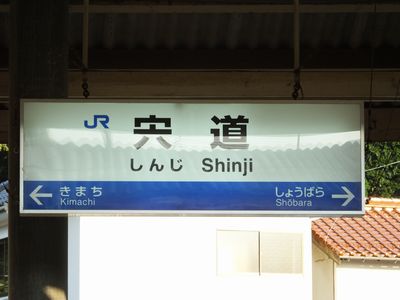 JR 宍道
しんじ Shinji
← きまち しょうばら →
Kimachi Shōbara